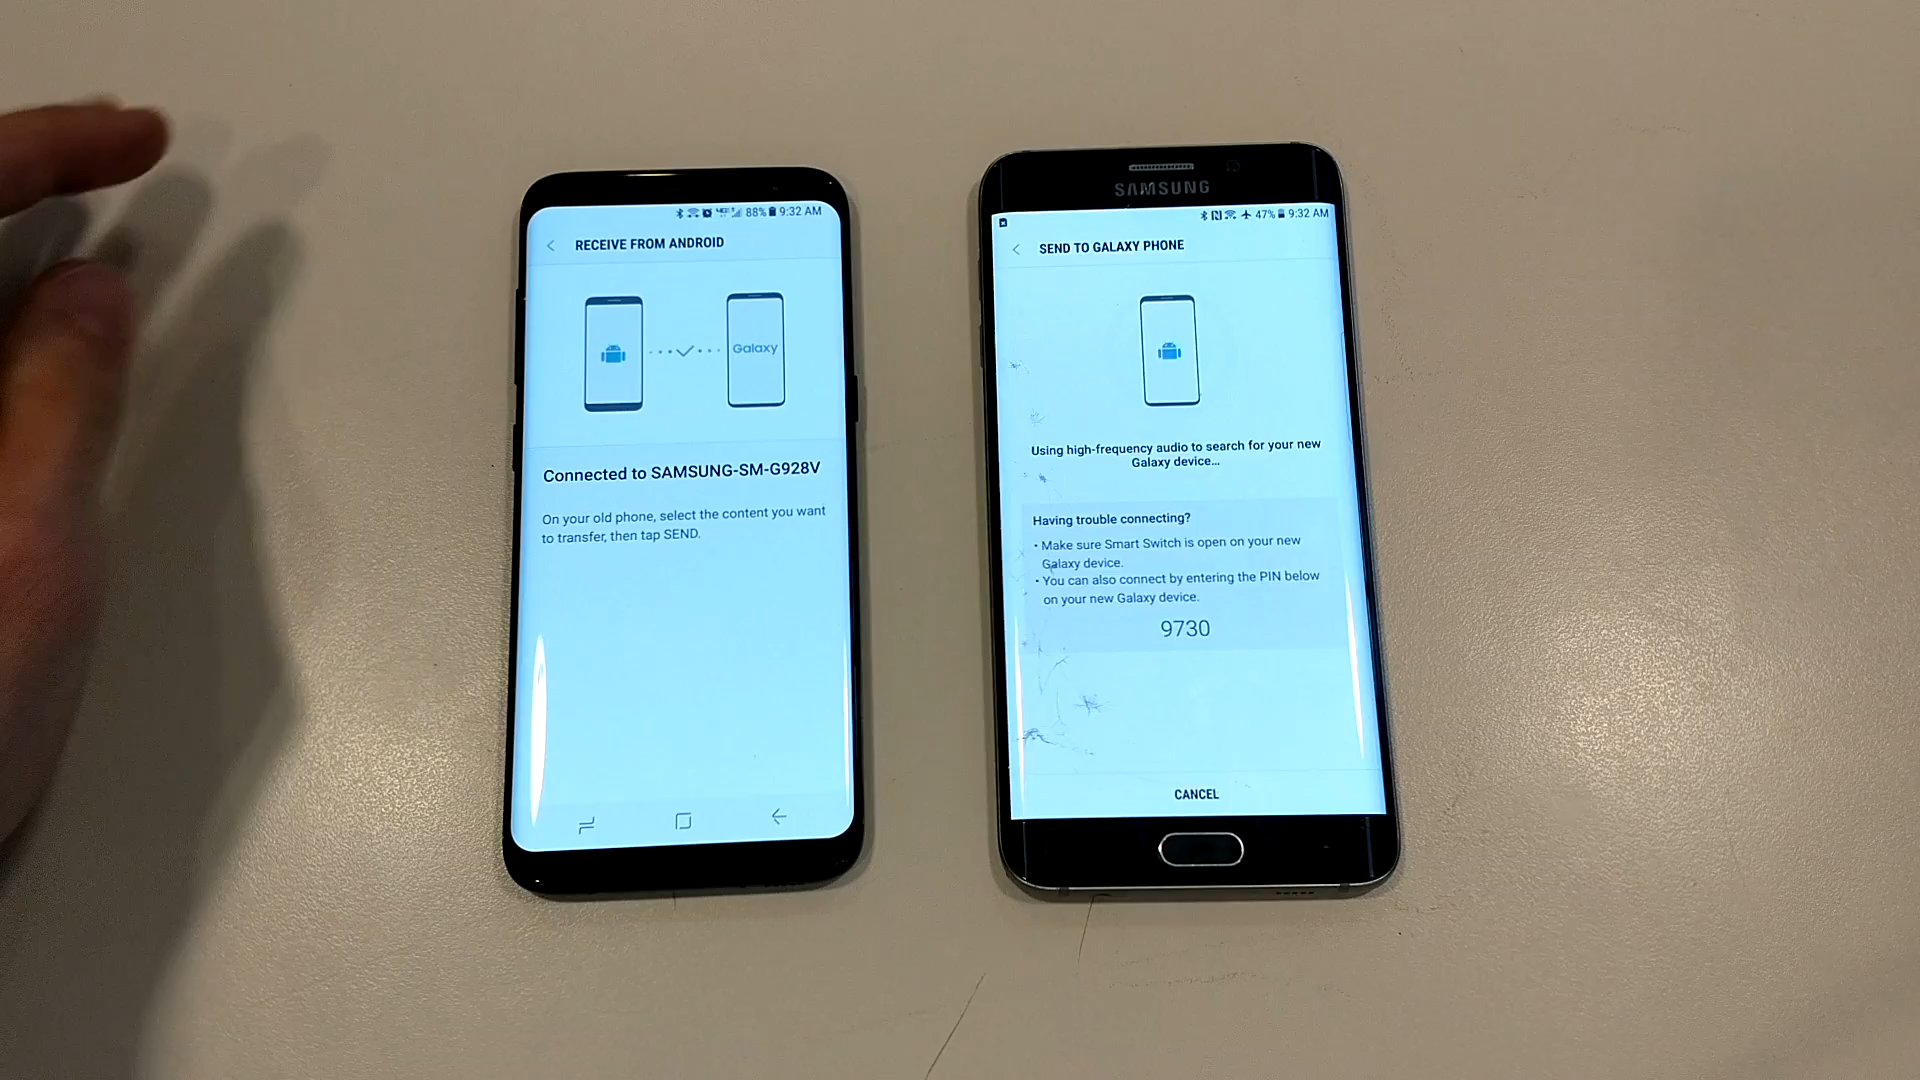 88% 9:32 AM
RECEIVE FROM ANDROID
Galaxy
Connected to SAMSUNG-SM-G928V
On your old phone, select the content you want
to transfer, then tap SEND.
SAMSUNG
47% 9:32 AM
SEND TO GALAXY PHONE
Using high-frequency audio to search for your new
Galaxy device...
Having trouble connecting?
• Make sure Smart Switch is open on your new
Galaxy device.
• You can also connect by entering the PIN below
on your new Galaxy device.
9730
CANCEL